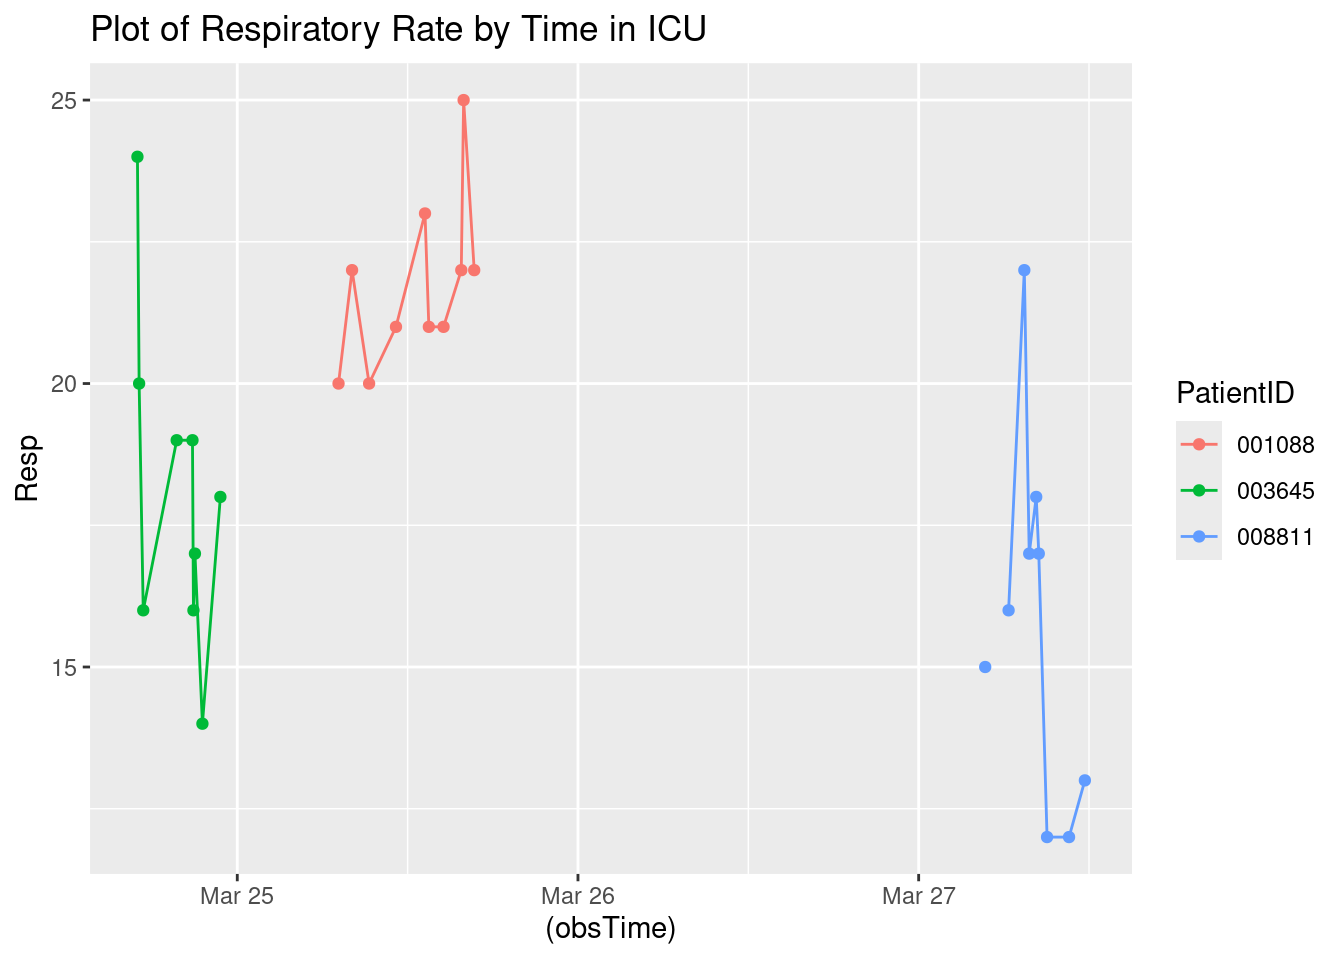 Plot of Respiratory Rate by Time in ICU
25
20
15
Resp
Mar 25
Mar 26
Mar 27
(obsTime)
PatientID
001088
003645
008811